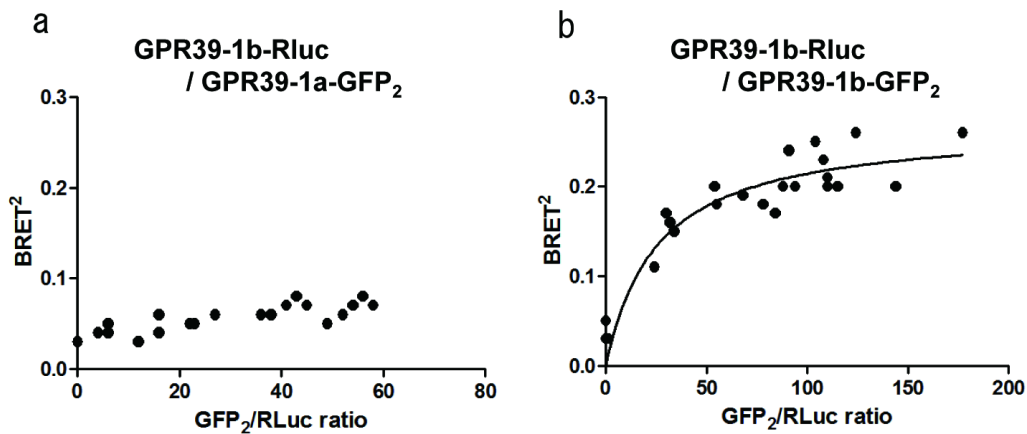 a
GPR39-1b-Rluc
/ GPR39-1a-GFP2
0.3
0.2
0.1
0.0
BRET2
0 20 40 60 80
GFP2/RLuc ratio
b
GPR39-1b-Rluc
/ GPR39-1b-GFP2
0.3
0.2
0.1
0.0
BRET2
0 50 100 150 200
GFP2/RLuc ratio